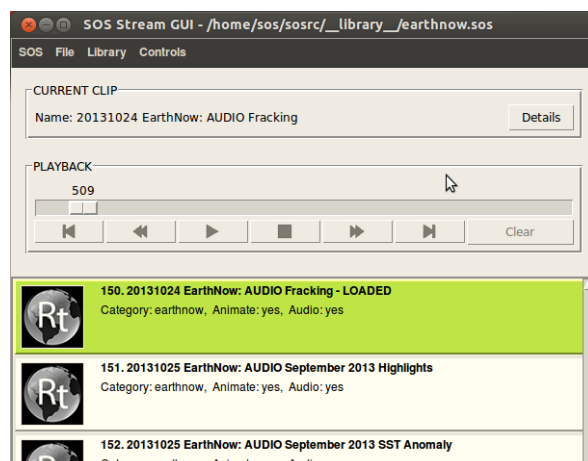 SOS Stream GUI - /home/sos/sosrc/__library__/earthnow.sos
SOS File Library Controls
CURRENT CLIP
Name: 20131024 EarthNow: AUDIO Fracking
Details
PLAYBACK
509
Clear
Rt
150. 20131024 EarthNow: AUDIO Fracking - LOADED
Category: earthnow, Animate: yes, Audio: yes
Rt
151. 20131025 EarthNow: AUDIO September 2013 Highlights
Category: earthnow, Animate: yes, Audio: yes
152. 20131025 EarthNow: AUDIO September 2013 SST Anomaly